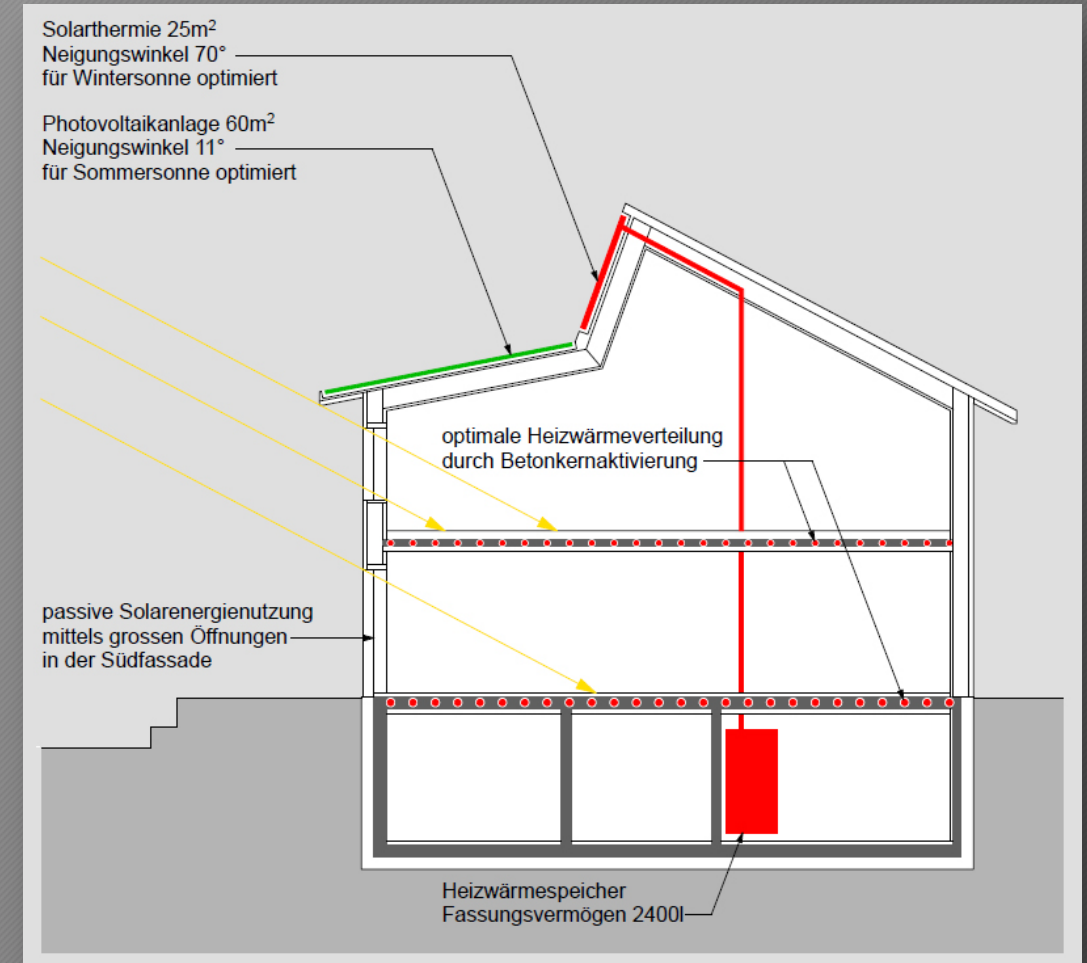 Solarthermie 25m²
Neigungswinkel 70°
für Wintersonne optimiert
Photovoltaikanlage 60m²
Neigungswinkel 11°
für Sommersonne optimiert
optimale Heizwärmeverteilung
durch Betonkernaktivierung
passive Solarenergienutzung
mittels grossen Öffnungen
in der Südfassade
Heizwärmespeicher
Fassungsvermögen 2400l